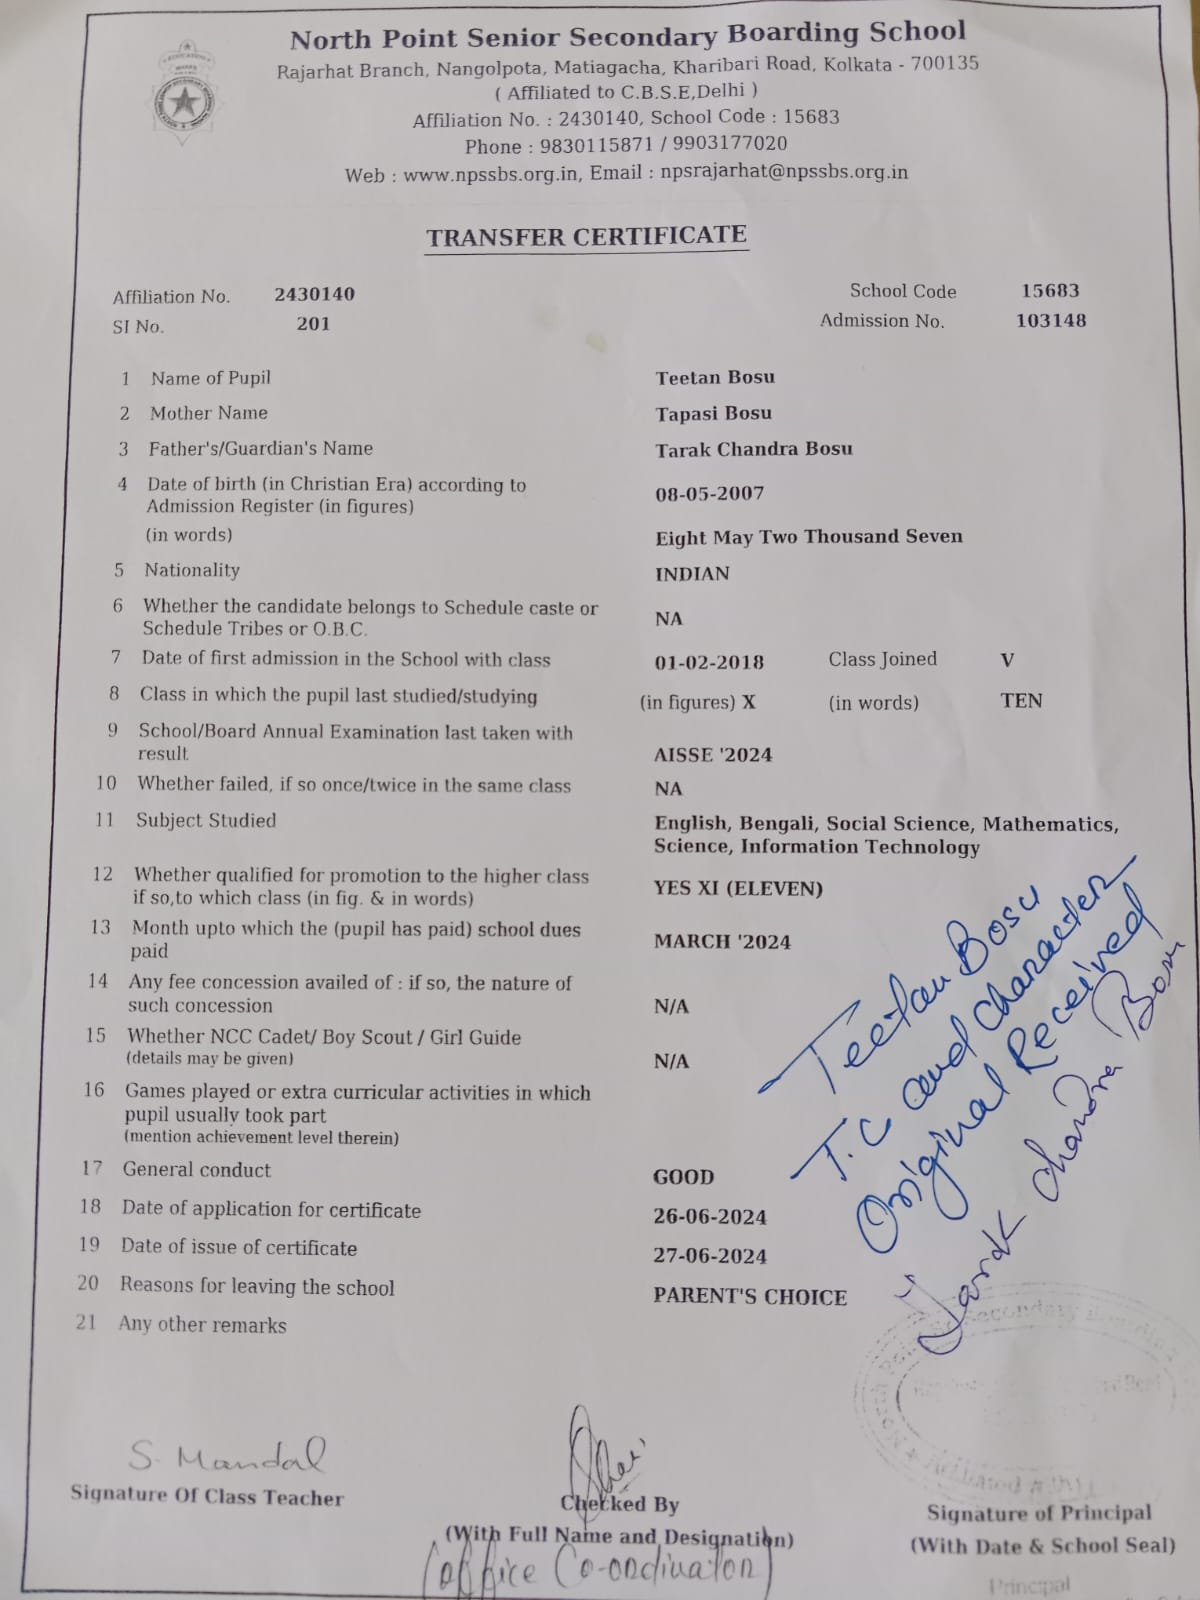 North Point Senior Secondary Boarding School
Rajarhat Branch, Nangolpota, Matiagacha, Kharibari Road, Kolkata - 700135
( Affiliated to C.B.S.E,Delhi )
Affiliation No. : 2430140, School Code : 15683
Phone : 9830115871 / 9903177020
Web : www.npssbs.org.in, Email : npsrajarhat@npssbs.org.in
TRANSFER CERTIFICATE
Affiliation No. 2430140 School Code 15683
SI No. 201 Admission No. 103148
1 Name of Pupil Teetan Bosu
2 Mother Name Tapasi Bosu
3 Father's/Guardian's Name Tarak Chandra Bosu
4 Date of birth (in Christian Era) according to
Admission Register (in figures) 08-05-2007
(in words) Eight May Two Thousand Seven
5 Nationality INDIAN
6 Whether the candidate belongs to Schedule caste or
Schedule Tribes or O.B.C. NA
7 Date of first admission in the School with class 01-02-2018 Class Joined V
8 Class in which the pupil last studied/studying (in figures) X (in words) TEN
9 School/Board Annual Examination last taken with
result AISSE '2024
10 Whether failed, if so once/twice in the same class NA
11 Subject Studied English, Bengali, Social Science, Mathematics,
Science, Information Technology
12 Whether qualified for promotion to the higher class
if so,to which class (in fig. & in words) YES XI (ELEVEN)
13 Month upto which the (pupil has paid) school dues
paid MARCH '2024
14 Any fee concession availed of : if so, the nature of
such concession N/A
15 Whether NCC Cadet/ Boy Scout / Girl Guide
(details may be given) N/A
16 Games played or extra curricular activities in which
pupil usually took part
(mention achievement level therein)
17 General conduct GOOD
18 Date of application for certificate 26-06-2024
19 Date of issue of certificate 27-06-2024
20 Reasons for leaving the school PARENT'S CHOICE
21 Any other remarks
Teetan Bosu
T.C and character
Original Received
Tarak Chandra Bosu
S. Mandal
Signature Of Class Teacher
Checked By
(With Full Name and Designation)
(office Co-ordinator)
Signature of Principal
(With Date & School Seal)
Principal